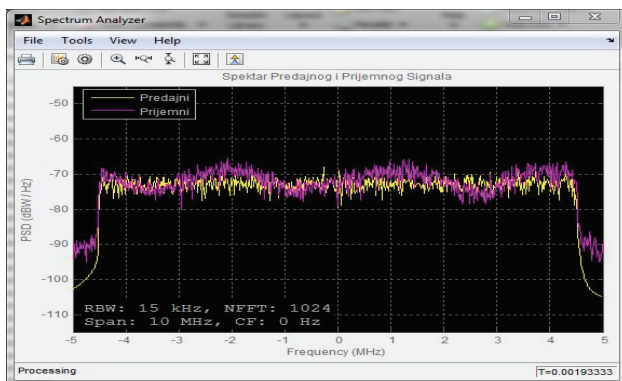 Spectrum Analyzer
File Tools View Help
Spektar Predajnog i Prijemnog Signala
Predajni
Prijemni
PSD (dBW/Hz)
-50
-60
-70
-80
-90
-100
-110
RBW: 15 kHz, NFFT: 1024
Span: 10 MHz, CF: 0 Hz
-5 -4 -3 -2 -1 0 1 2 3 4 5
Frequency (MHz)
Processing
T=0.00193333